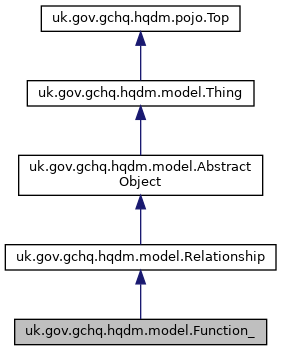 uk.gov.gchq.hqdm.pojo.Top
uk.gov.gchq.hqdm.model.Thing
uk.gov.gchq.hqdm.model.Abstract
Object
uk.gov.gchq.hqdm.model.Relationship
uk.gov.gchq.hqdm.model.Function_